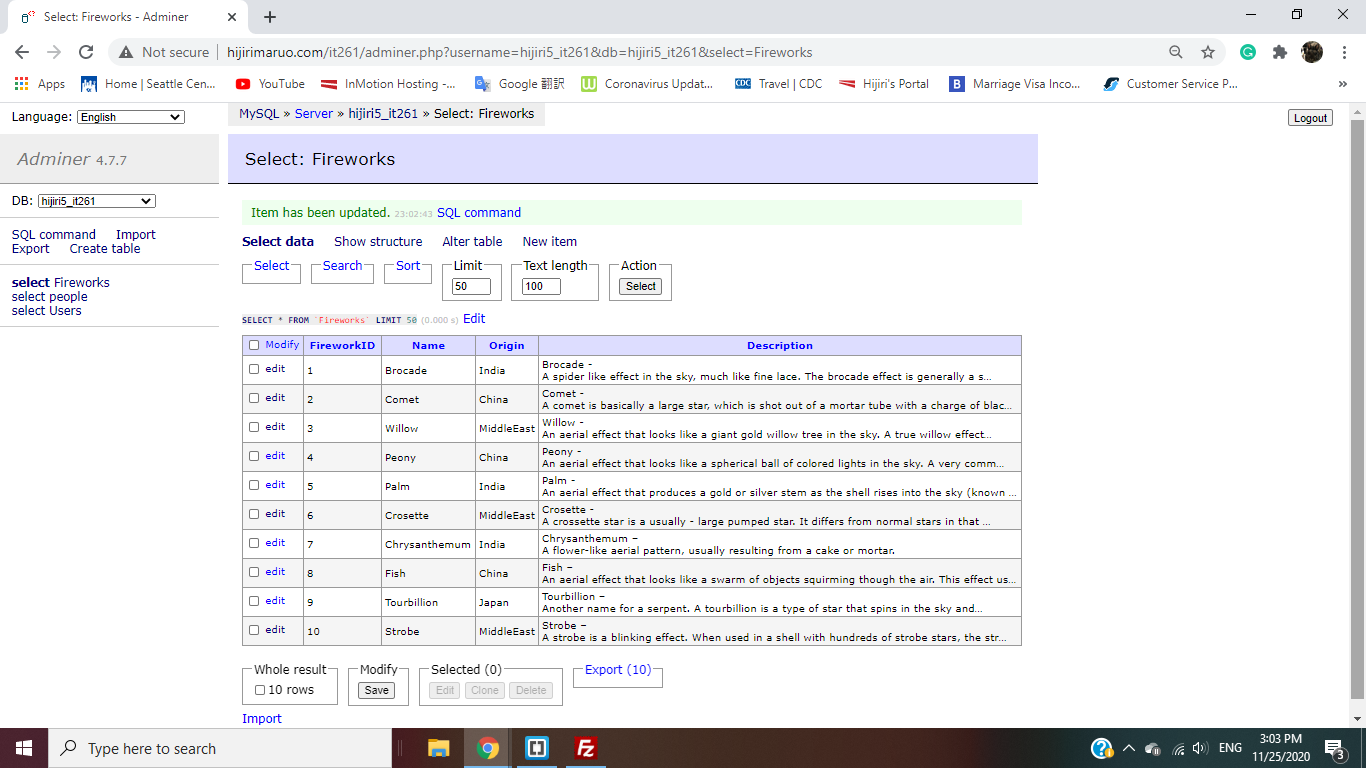 Select: Fireworks - Adminer
Not secure | hijirimaruo.com/it261/adminer.php?username=hijiri5_it261&db=hijiri5_it261&select=Fireworks
Apps Home | Seattle Cen... YouTube InMotion Hosting -... Google 翻訳 Coronavirus Updat... CDC Travel | CDC Hijiri's Portal B Marriage Visa Inco... Customer Service P... »
Language: English
MySQL » Server » hijiri5_it261 » Select: Fireworks
Logout
Adminer 4.7.7
Select: Fireworks
DB: hijiri5_it261
SQL command Import
Export Create table
select Fireworks
select people
select Users
Item has been updated. 23:02:43 SQL command
Select data Show structure Alter table New item
Select Search Sort Limit Text length Action
50 100 Select
SELECT * FROM `Fireworks` LIMIT 50 (0.000 s) Edit
Modify FireworkID Name Origin Description
edit 1 Brocade India Brocade -
A spider like effect in the sky, much like fine lace. The brocade effect is generally a s...
edit 2 Comet China Comet -
A comet is basically a large star, which is shot out of a mortar tube with a charge of blac...
edit 3 Willow MiddleEast Willow -
An aerial effect that looks like a giant gold willow tree in the sky. A true willow effect...
edit 4 Peony China Peony -
An aerial effect that looks like a spherical ball of colored lights in the sky. A very comm...
edit 5 Palm India Palm -
An aerial effect that produces a gold or silver stem as the shell rises into the sky (known ...
edit 6 Crosette MiddleEast Crosette -
A crossette star is a usually - large pumped star. It differs from normal stars in that ...
edit 7 Chrysanthemum India Chrysanthemum –
A flower-like aerial pattern, usually resulting from a cake or mortar.
edit 8 Fish China Fish –
An aerial effect that looks like a swarm of objects squirming though the air. This effect us...
edit 9 Tourbillion Japan Tourbillion –
Another name for a serpent. A tourbillion is a type of star that spins in the sky and...
edit 10 Strobe MiddleEast Strobe –
A strobe is a blinking effect. When used in a shell with hundreds of strobe stars, the str...
Whole result Modify Selected (0) Export (10)
10 rows Save Edit Clone Delete
Import
Type here to search
ENG
3:03 PM
11/25/2020
3